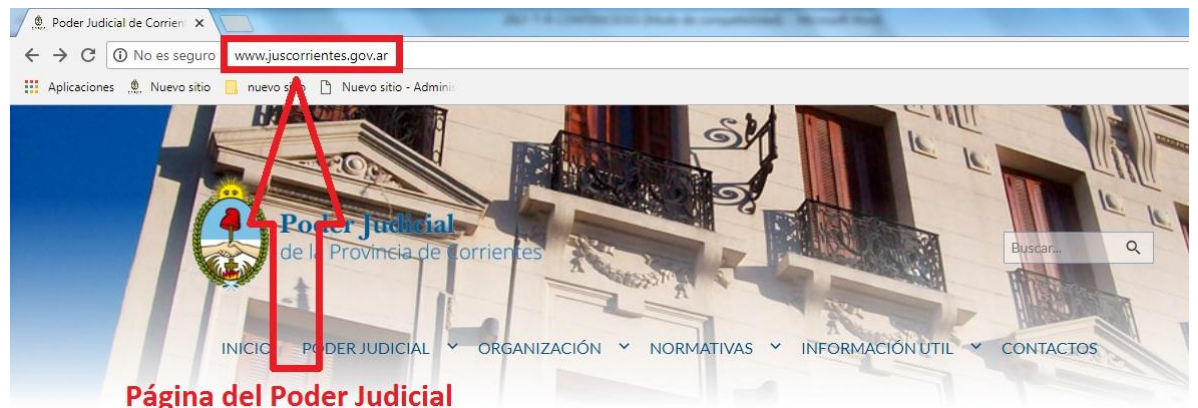 Poder Judicial de Corrien
No es seguro www.juscorrientes.gov.ar
Aplicaciones Nuevo sitio nuevo Nuevo sitio - Adminis
Poder Judicial
de la Provincia de Corrientes
Buscar...
INICIO PODER JUDICIAL ORGANIZACIÓN NORMATIVAS INFORMACIÓN UTIL CONTACTOS
Página del Poder Judicial